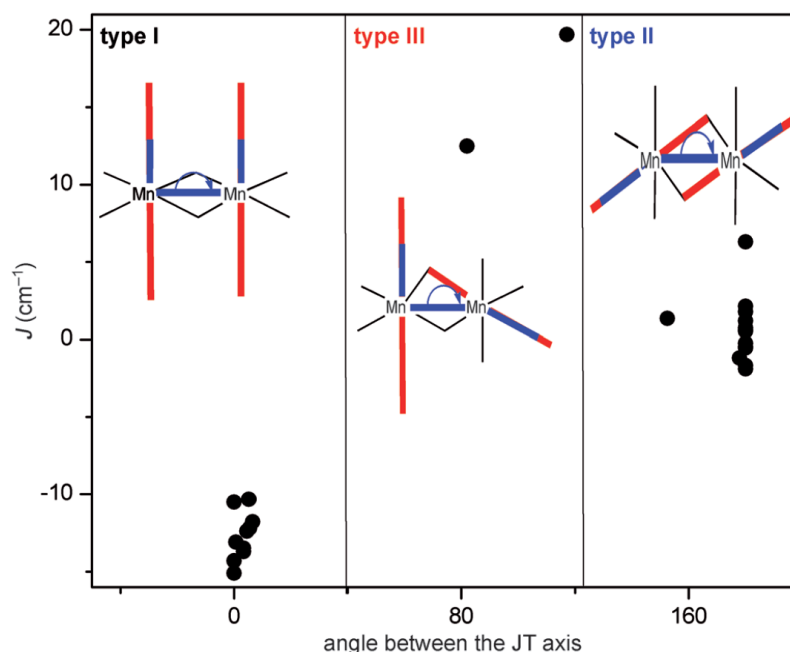 type I type III type II
20
10
0
-10
J (cm⁻¹)
Mn Mn
Mn Mn
Mn Mn
0 80 160
angle between the JT axis